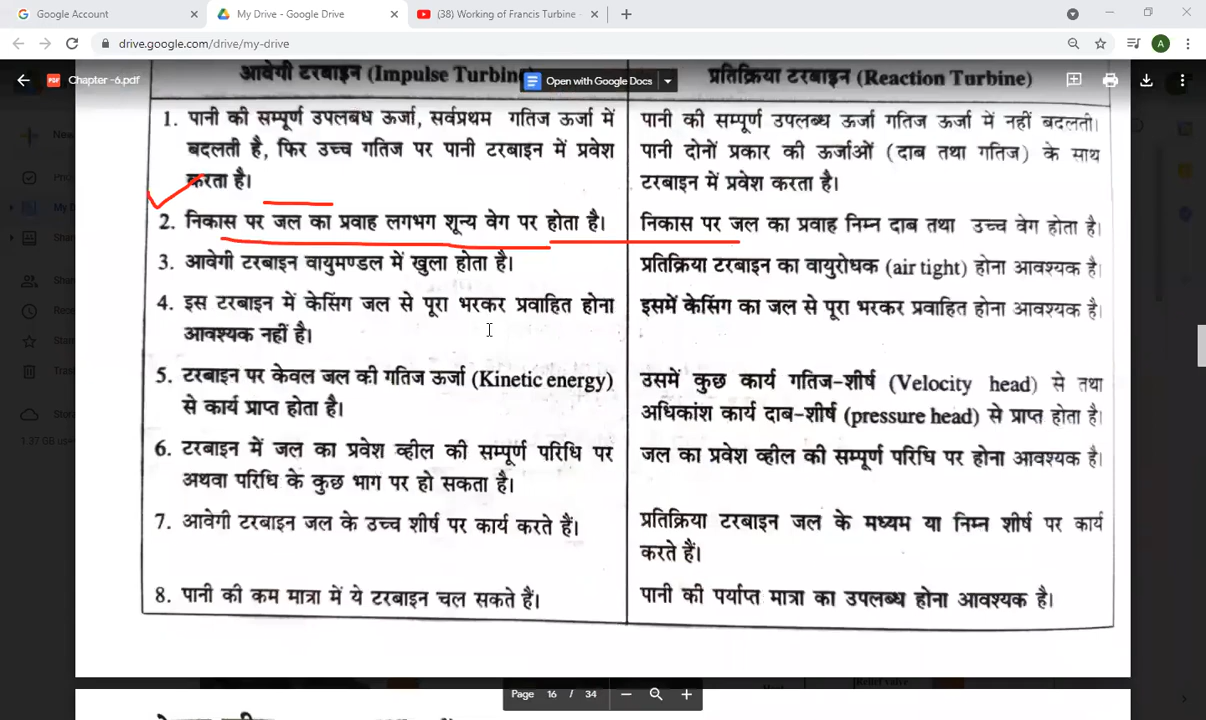 Google Account
My Drive - Google Drive
(38) Working of Francis Turbine -
drive.google.com/drive/my-drive
A
Chapter -6.pdf
Open with Google Docs
आवेगी टरबाइन (Impulse Turbin
प्रतिक्रिया टरबाइन (Reaction Turbine)
1. पानी की सम्पूर्ण उपलबध ऊर्जा, सर्वप्रथम गतिज ऊर्जा में
बदलती है, फिर उच्च गतिज पर पानी टरबाइन में प्रवेश
करता है।
पानी की सम्पूर्ण उपलब्ध ऊर्जा गतिज ऊर्जा में नहीं बदलती।
पानी दोनों प्रकार की ऊर्जाओं (दाब तथा गतिज) के साथ
टरबाइन में प्रवेश करता है।
2. निकास पर जल का प्रवाह लगभग शून्य वेग पर होता है।
निकास पर जल का प्रवाह निम्न दाब तथा उच्च वेग होता है।
3. आवेगी टरबाइन वायुमण्डल में खुला होता है।
प्रतिक्रिया टरबाइन का वायुरोधक (air tight) होना आवश्यक है।
4. इस टरबाइन में केसिंग जल से पूरा भरकर प्रवाहित होना
आवश्यक नहीं है।
इसमें केसिंग का जल से पूरा भरकर प्रवाहित होना आवश्यक है।
5. टरबाइन पर केवल जल की गतिज ऊर्जा (Kinetic energy)
से कार्य प्राप्त होता है।
उसमें कुछ कार्य गतिज-शीर्ष (Velocity head) से तथा
अधिकांश कार्य दाब-शीर्ष (pressure head) से प्राप्त होता है।
6. टरबाइन में जल का प्रवेश व्हील की सम्पूर्ण परिधि पर
अथवा परिधि के कुछ भाग पर हो सकता है।
जल का प्रवेश व्हील की सम्पूर्ण परिधि पर होना आवश्यक है।
7. आवेगी टरबाइन जल के उच्च शीर्ष पर कार्य करते हैं।
प्रतिक्रिया टरबाइन जल के मध्यम या निम्न शीर्ष पर कार्य
करते हैं।
8. पानी की कम मात्रा में ये टरबाइन चल सकते हैं।
पानी की पर्याप्त मात्रा का उपलब्ध होना आवश्यक है।
Page 16 / 34